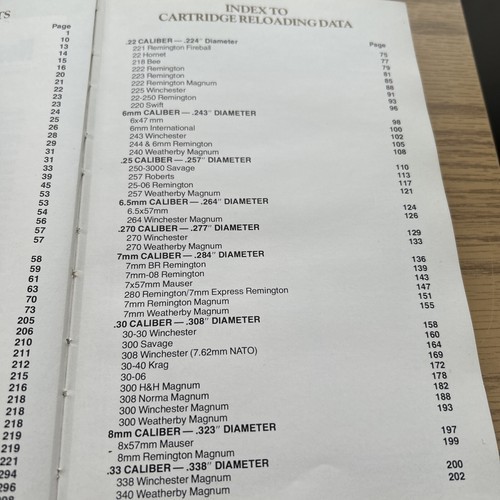 TS
Page
1
10
13
14
15
16
20
21
22
23
23
24
25
26
28
29
31
31
33
39
45
53
53
54
56
57
57
58
59
61
63
70
73
205
206
210
211
212
215
216
218
218
218
219
219
221
294
296
298
INDEX TO
CARTRIDGE RELOADING DATA
Page
.22 CALIBER — .224" Diameter
221 Remington Fireball 75
22 Hornet 77
218 Bee 79
222 Remington 81
223 Remington 85
222 Remington Magnum 88
225 Winchester 91
22-250 Remington 93
220 Swift 96
6mm CALIBER — .243" DIAMETER
6x47 mm 98
6mm International 100
243 Winchester 102
244 & 6mm Remington 105
240 Weatherby Magnum 108
.25 CALIBER — .257" DIAMETER
250-3000 Savage 110
257 Roberts 113
25-06 Remington 117
257 Weatherby Magnum 121
6.5mm CALIBER — .264" DIAMETER
6.5x57mm 124
264 Winchester Magnum 126
.270 CALIBER — .277" DIAMETER
270 Winchester 129
270 Weatherby Magnum 133
7mm CALIBER — .284" DIAMETER
7mm BR Remington 136
7mm-08 Remington 139
7x57mm Mauser 143
280 Remington/7mm Express Remington 147
7mm Remington Magnum 151
7mm Weatherby Magnum 155
.30 CALIBER — .308" DIAMETER
30-30 Winchester 158
300 Savage 160
308 Winchester (7.62mm NATO) 164
30-40 Krag 169
30-06 172
300 H&H Magnum 178
308 Norma Magnum 182
300 Winchester Magnum 188
300 Weatherby Magnum 193
8mm CALIBER — .323" DIAMETER
8x57mm Mauser 197
8mm Remington Magnum 199
.33 CALIBER — .338" DIAMETER
338 Winchester Magnum 200
340 Weatherby Magnum 202